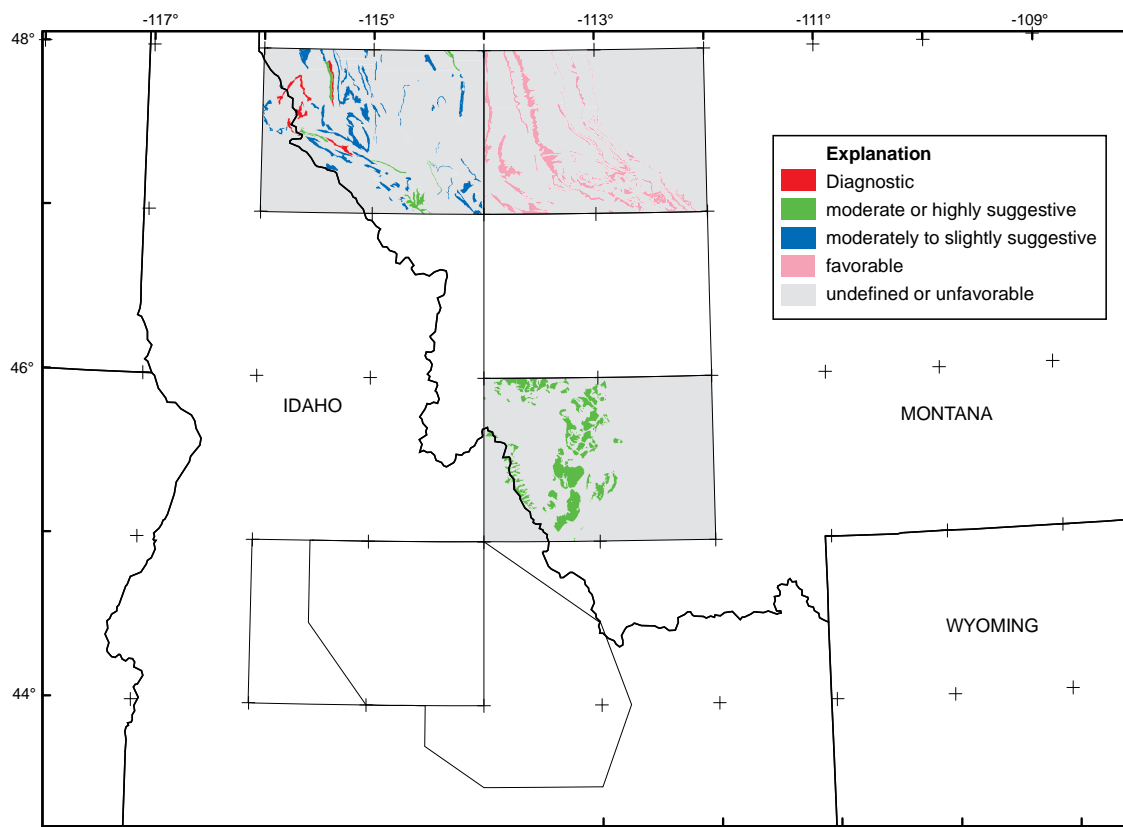 -117° -115° -113° -111° -109°
48°
46°
44°
Explanation
Diagnostic
moderate or highly suggestive
moderately to slightly suggestive
favorable
undefined or unfavorable
IDAHO
MONTANA
WYOMING